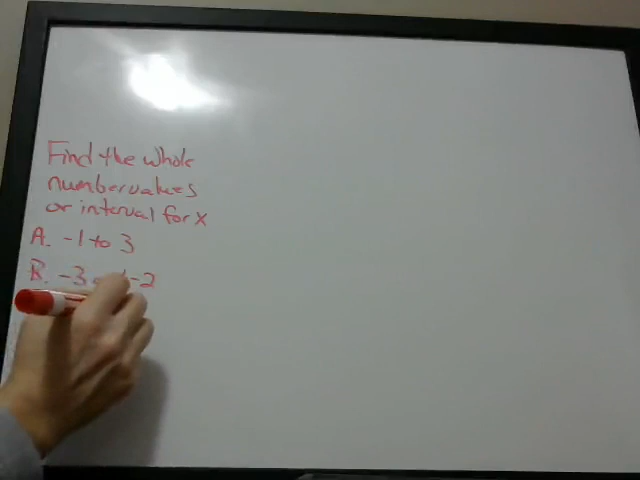 Find the whole
number values
or interval for x
A. -1 to 3
B. -3 -2